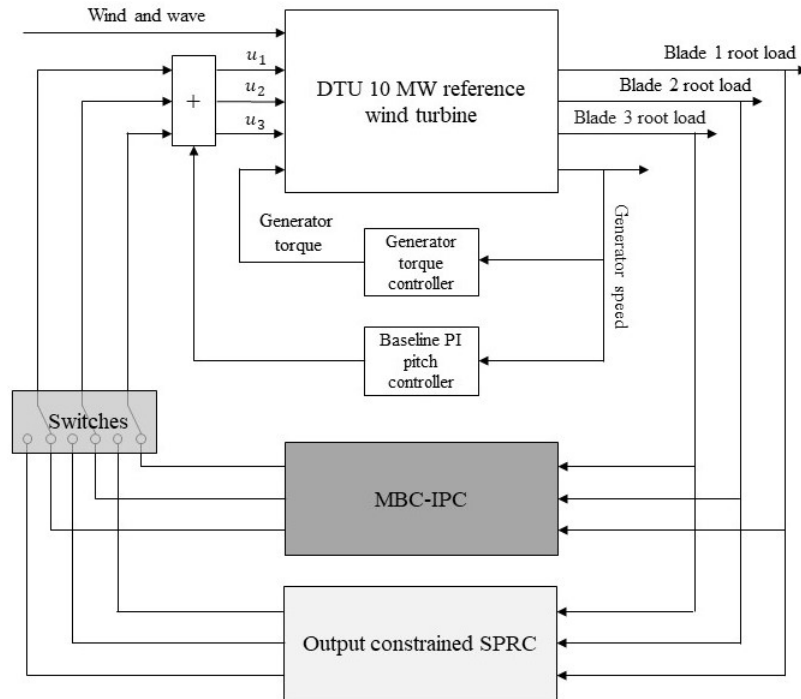 Wind and wave
u₁
u₂
u₃
+
DTU 10 MW reference
wind turbine
Blade 1 root load
Blade 2 root load
Blade 3 root load
Generator
torque
Generator
torque
controller
Generator speed
Baseline PI
pitch
controller
Switches
MBC-IPC
Output constrained SPRC